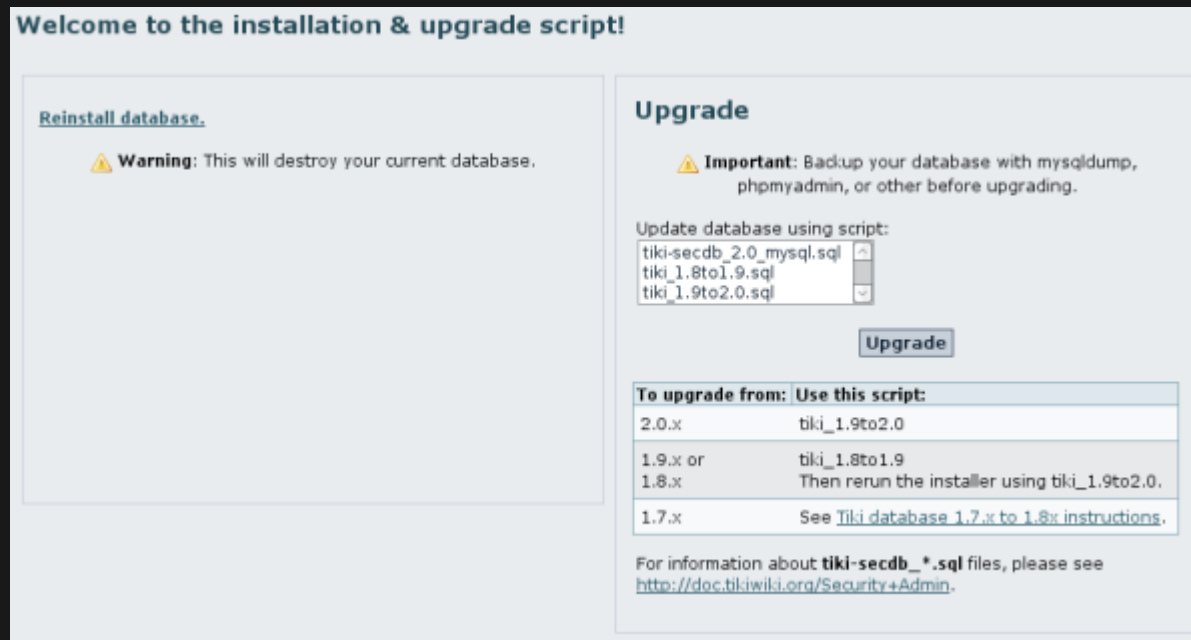 Welcome to the installation & upgrade script!
Reinstall database.
Warning: This will destroy your current database.
Upgrade
Important: Backup your database with mysqldump,
phpmyadmin, or other before upgrading.
Update database using script:
tiki-secdb_2.0_mysql.sql
tiki_1.8to1.9.sql
tiki_1.9to2.0.sql
Upgrade
To upgrade from: Use this script:
2.0.x tiki_1.9to2.0
1.9.x or tiki_1.8to1.9
1.8.x Then rerun the installer using tiki_1.9to2.0.
1.7.x See Tiki database 1.7.x to 1.8x instructions.
For information about tiki-secdb_*.sql files, please see
http://doc.tikiwiki.org/Security+Admin.